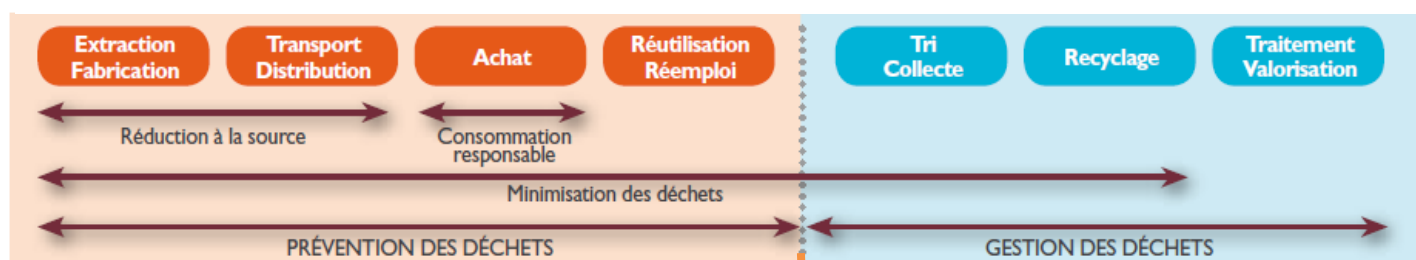 Extraction
Fabrication
Transport
Distribution
Achat
Réutilisation
Réemploi
Tri
Collecte
Recyclage
Traitement
Valorisation
Réduction à la source
Consommation
responsable
Minimisation des déchets
PRÉVENTION DES DÉCHETS
GESTION DES DÉCHETS